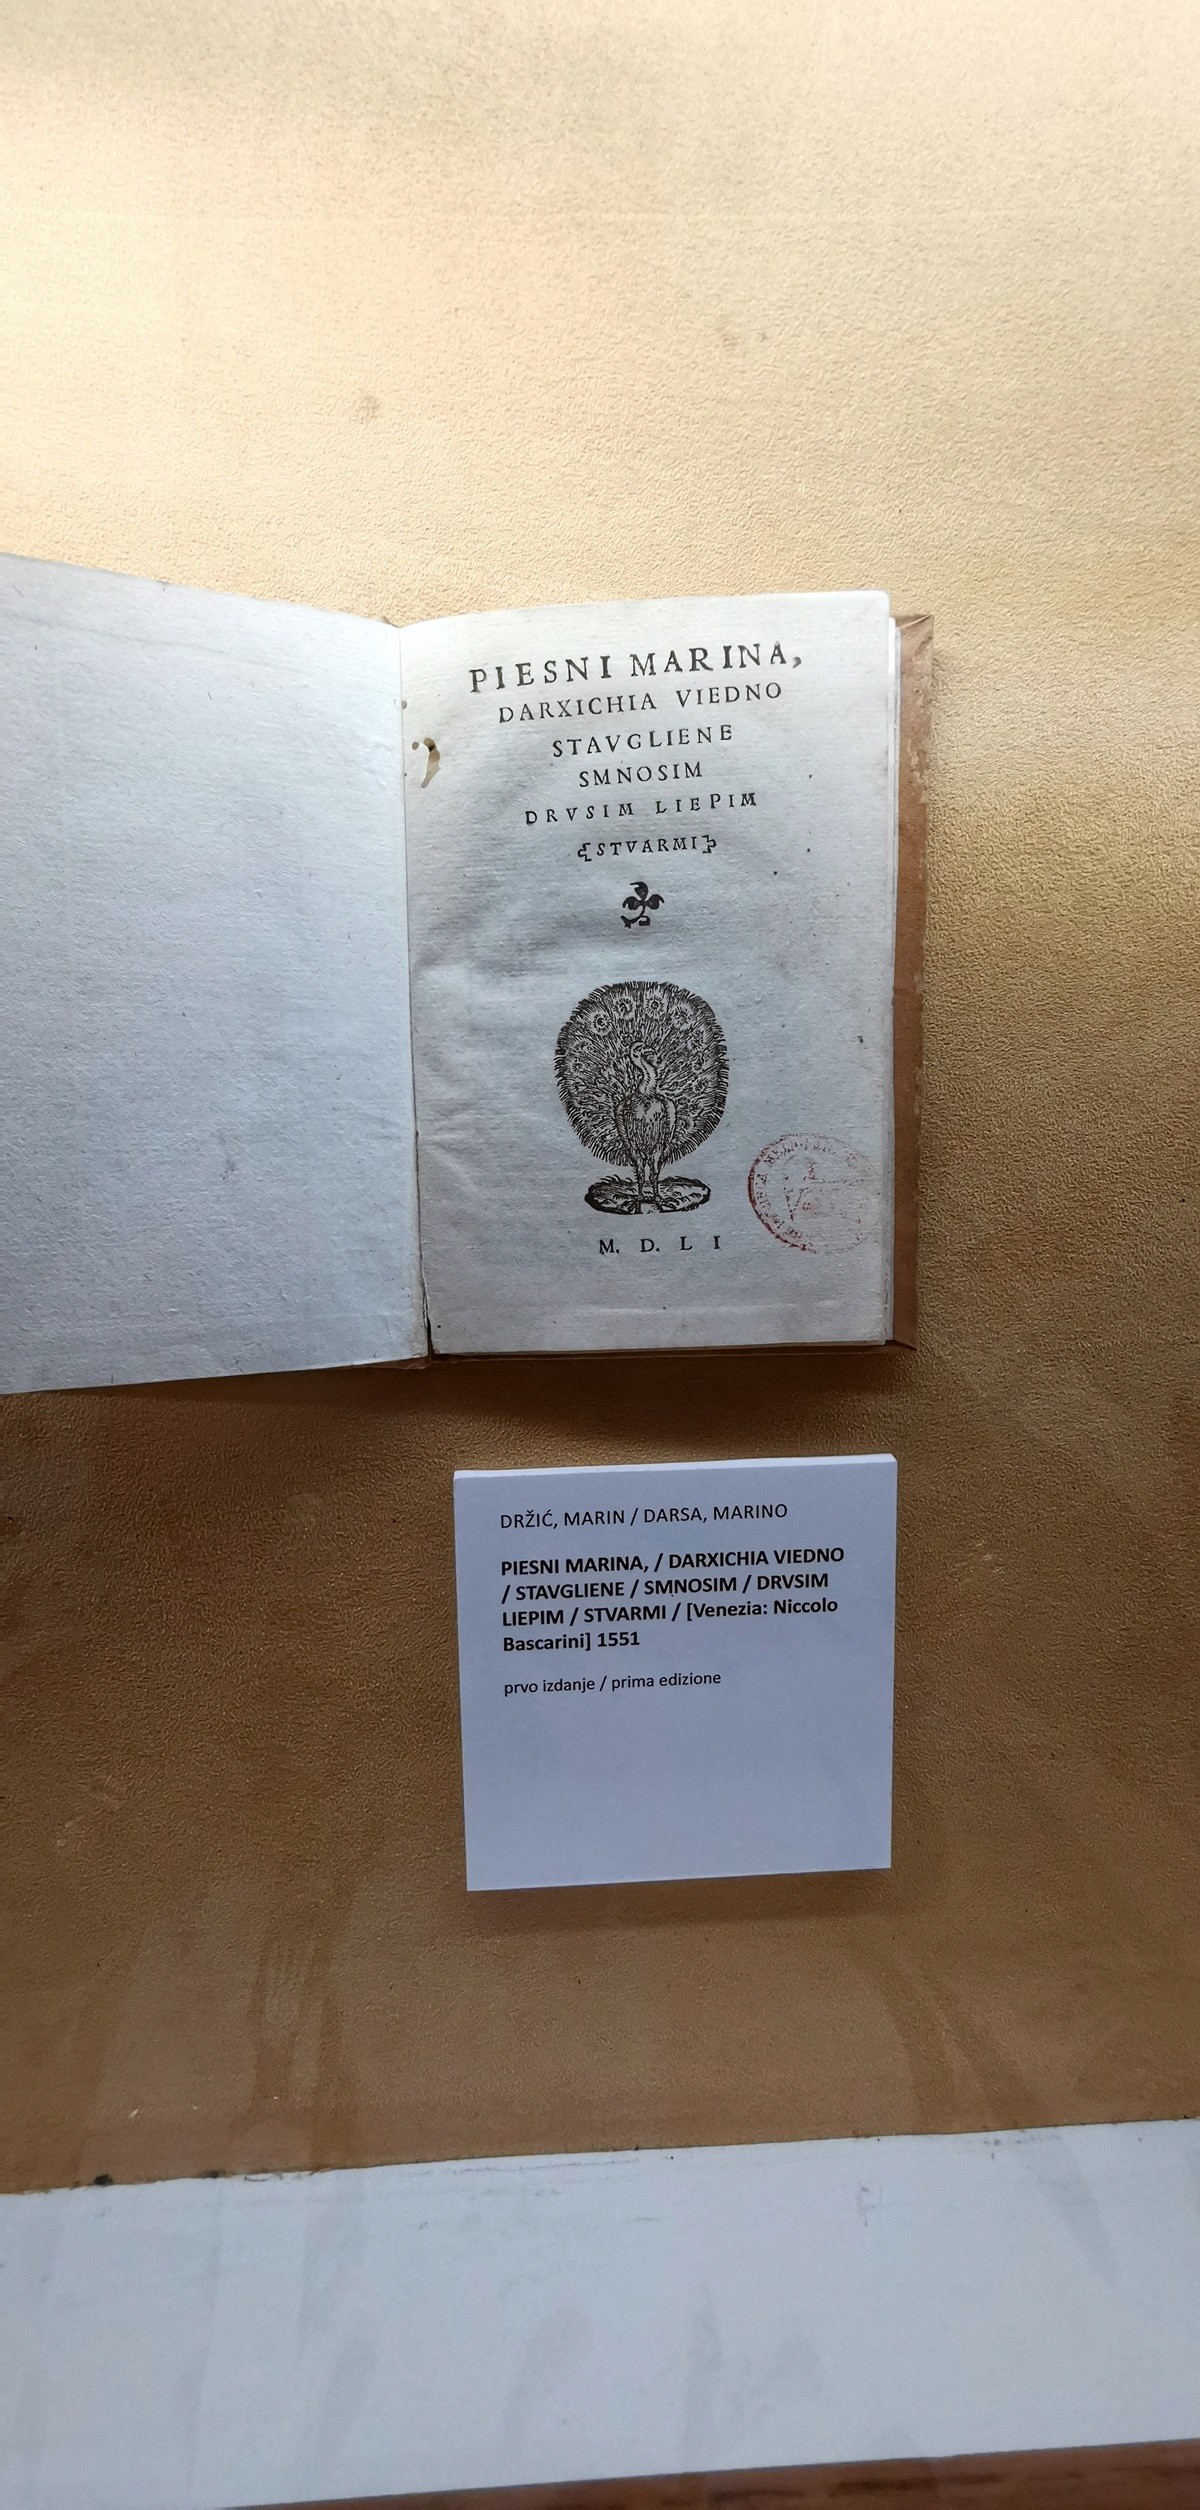 PIESNI MARINA,
DARXICHIA VIEDNO
STAVGLIENE
SMNOSIM
DRVSIM LIEPIM
STVARMI
M. D. L I
DRŽIĆ, MARIN / DARSA, MARINO
PIESNI MARINA, / DARXICHIA VIEDNO
/ STAVGLIENE / SMNOSIM / DRVSIM
LIEPIM / STVARMI / [Venezia: Niccolo
Bascarini] 1551
prvo izdanje / prima edizione